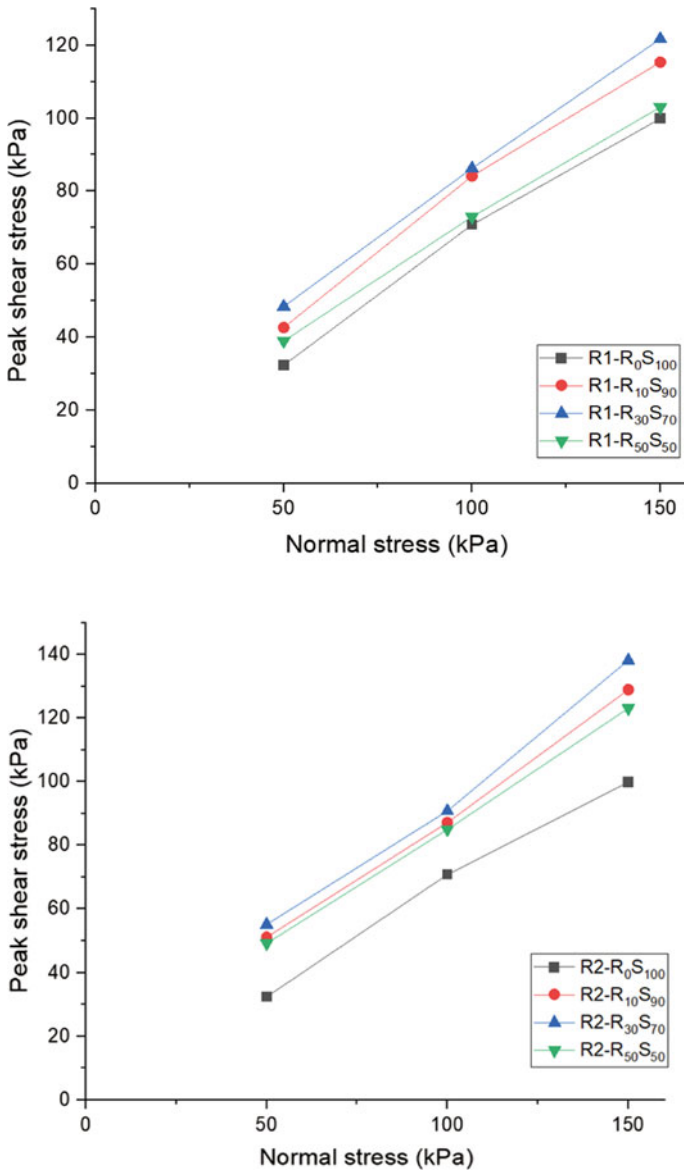 Peak shear stress (kPa)
120
100
80
60
40
20
0
0
50
100
150
Normal stress (kPa)
R1-R₀S₁₀₀
R1-R₁₀S₉₀
R1-R₃₀S₇₀
R1-R₅₀S₅₀
Peak shear stress (kPa)
140
120
100
80
60
40
20
0
0
50
100
150
Normal stress (kPa)
R2-R₀S₁₀₀
R2-R₁₀S₉₀
R2-R₃₀S₇₀
R2-R₅₀S₅₀